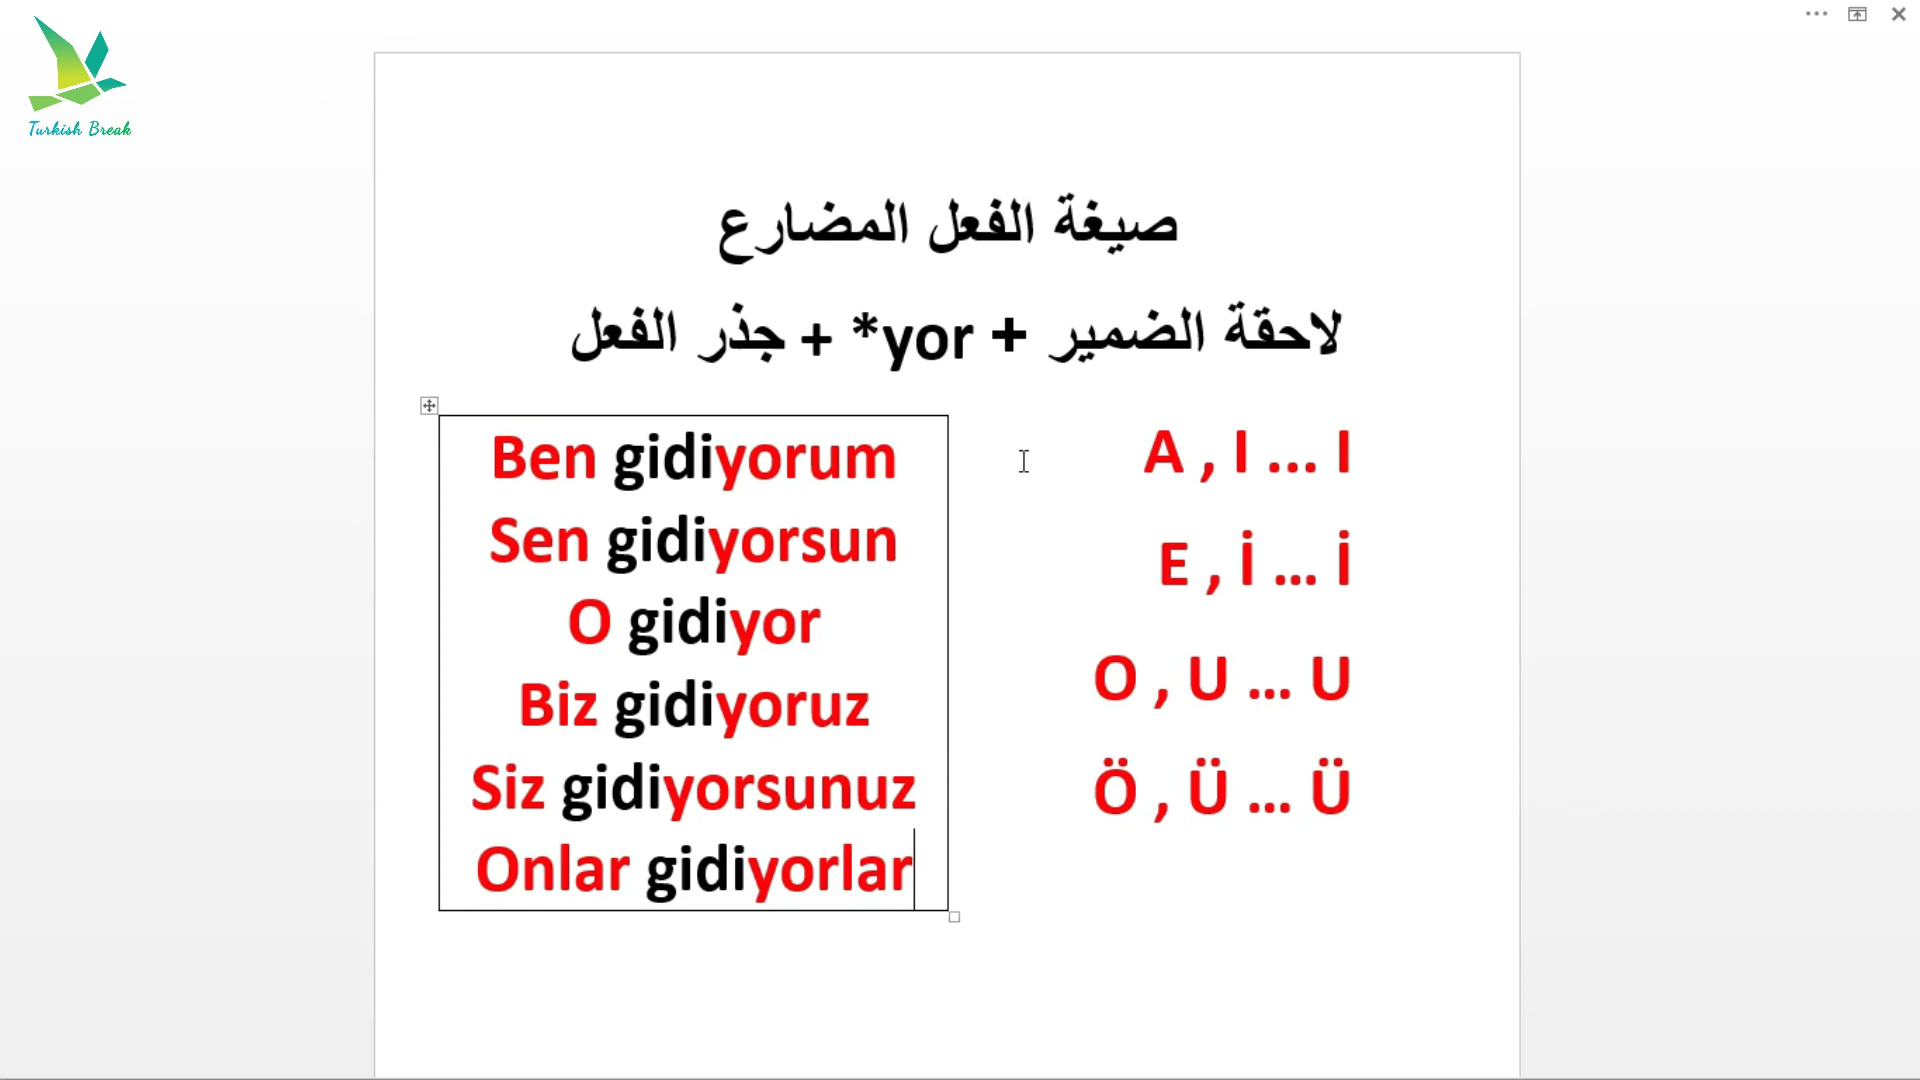 Turkish Break
صيغة الفعل المضارع
جذر الفعل + *yor + لاحقة الضمير
Ben gidiyorum
Sen gidiyorsun
O gidiyor
Biz gidiyoruz
Siz gidiyorsunuz
Onlar gidiyorlar
A , I ... I
E , İ ... İ
O , U ... U
Ö , Ü ... Ü